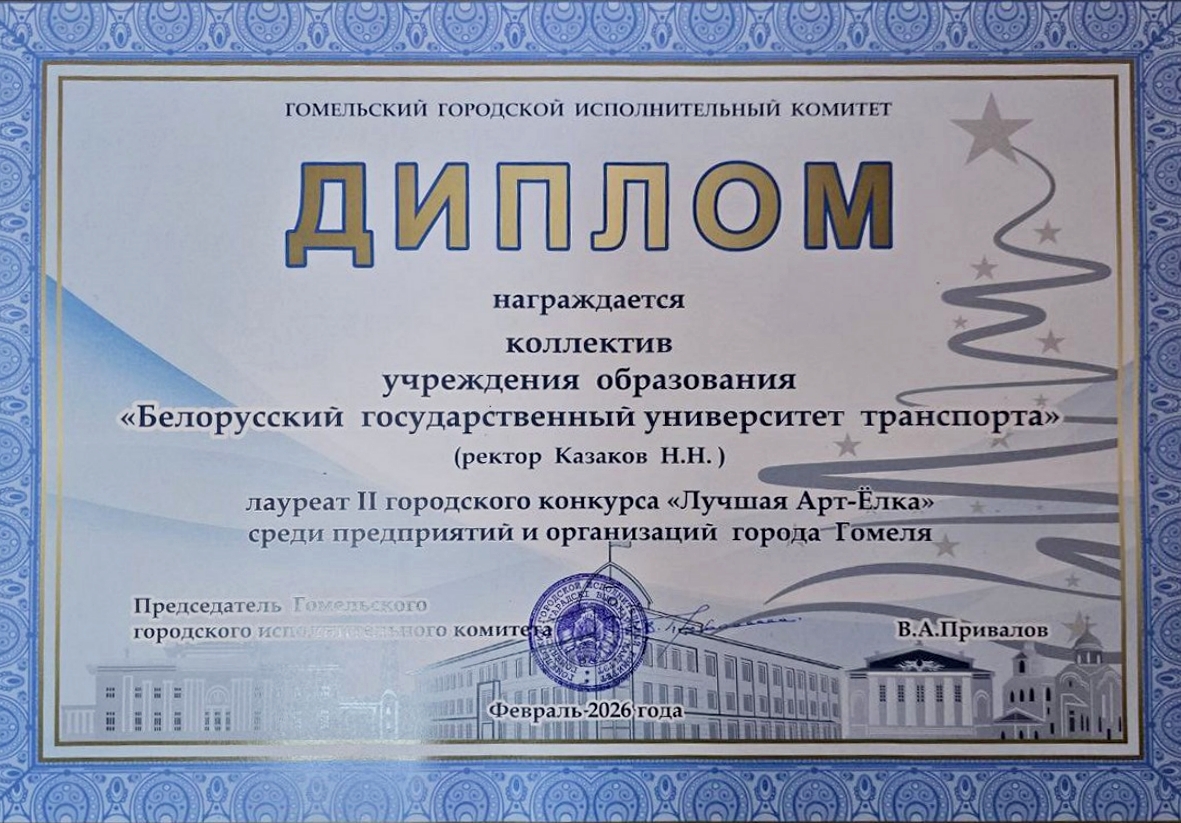 ГОМЕЛЬСКИЙ ГОРОДСКОЙ ИСПОЛНИТЕЛЬНЫЙ КОМИТЕТ
ДИПЛОМ
награждается
коллектив
учреждения образования
«Белорусский государственный университет транспорта»
(ректор Казаков Н.Н. )
лауреат II городского конкурса «Лучшая Арт-Ёлка»
среди предприятий и организаций города Гомеля
Председатель Гомельского
городского исполнительного комитета
В.А.Привалов
Февраль 2026 года